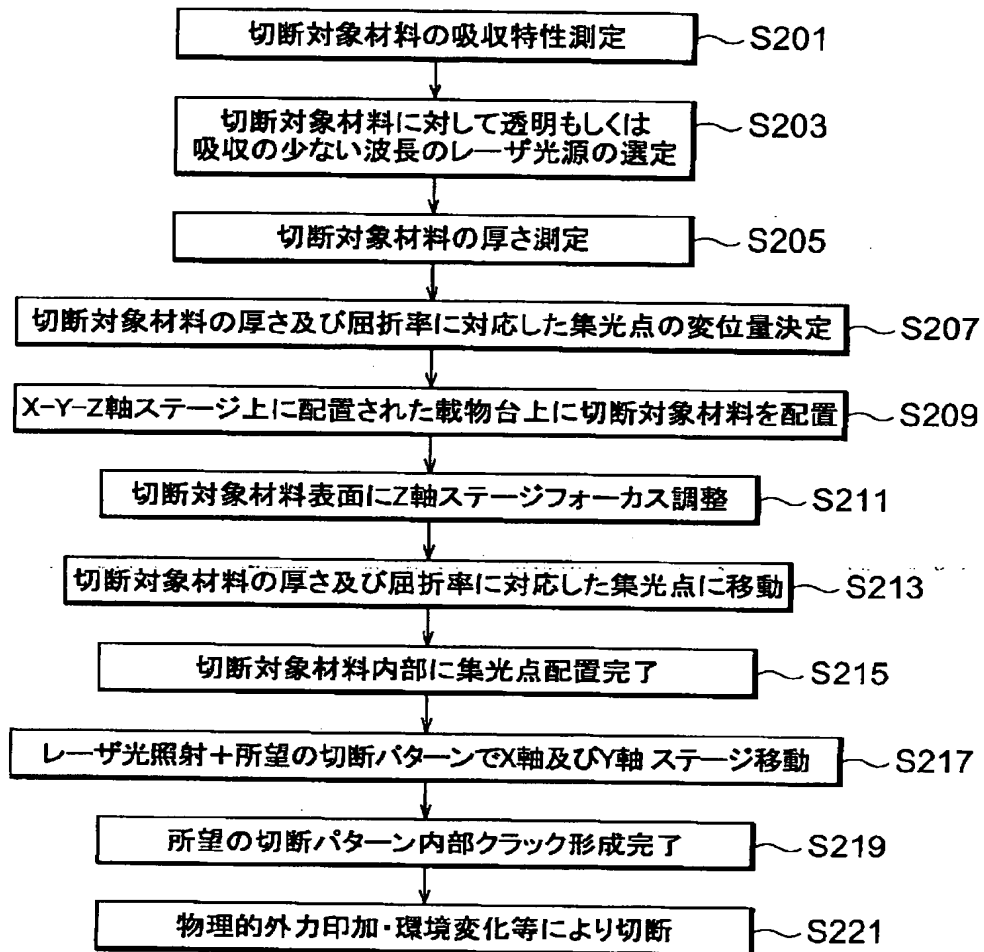 切断対象材料の吸収特性測定 S201
切断対象材料に対して透明もしくは
吸収の少ない波長のレーザ光源の選定 S203
切断対象材料の厚さ測定 S205
切断対象材料の厚さ及び屈折率に対応した集光点の変位量決定 S207
X-Y-Z軸ステージ上に配置された載物台上に切断対象材料を配置 S209
切断対象材料表面にZ軸ステージフォーカス調整 S211
切断対象材料の厚さ及び屈折率に対応した集光点に移動 S213
切断対象材料内部に集光点配置完了 S215
レーザ光照射+所望の切断パターンでX軸及びY軸 ステージ移動 S217
所望の切断パターン内部クラック形成完了 S219
物理的外力印加・環境変化等により切断 S221